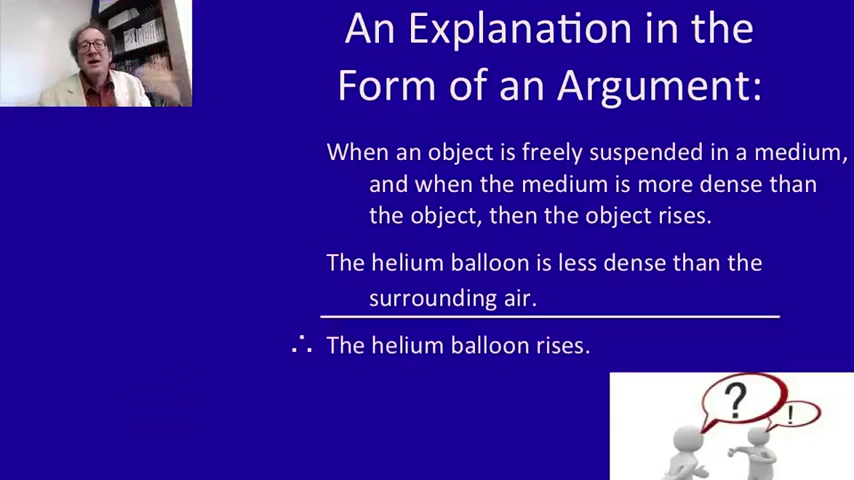 An Explanation in the
Form of an Argument:
When an object is freely suspended in a medium,
and when the medium is more dense than
the object, then the object rises.
The helium balloon is less dense than the
surrounding air.
∴ The helium balloon rises.
?
!